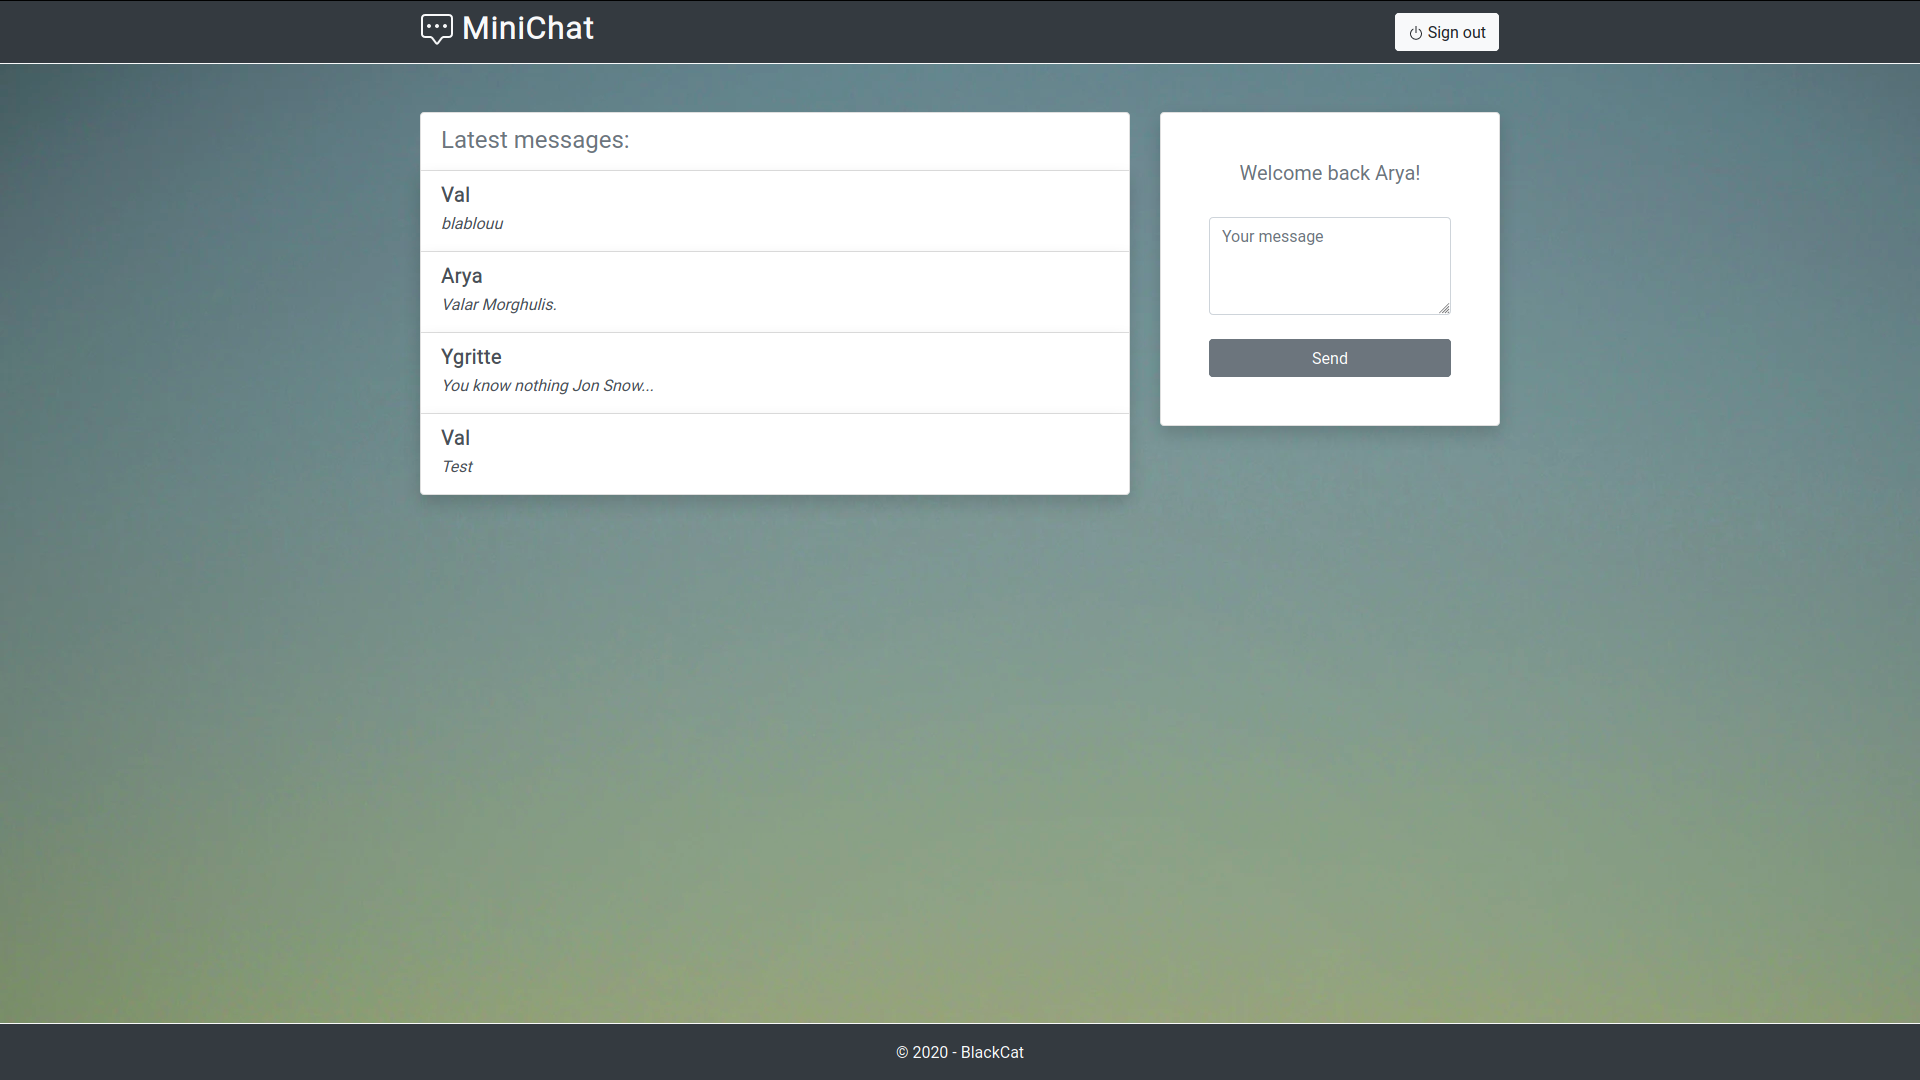 MiniChat
Sign out
Latest messages:
Val
blablouu
Arya
Valar Morghulis.
Ygritte
You know nothing Jon Snow...
Val
Test
Welcome back Arya!
Your message
Send
© 2020 - BlackCat